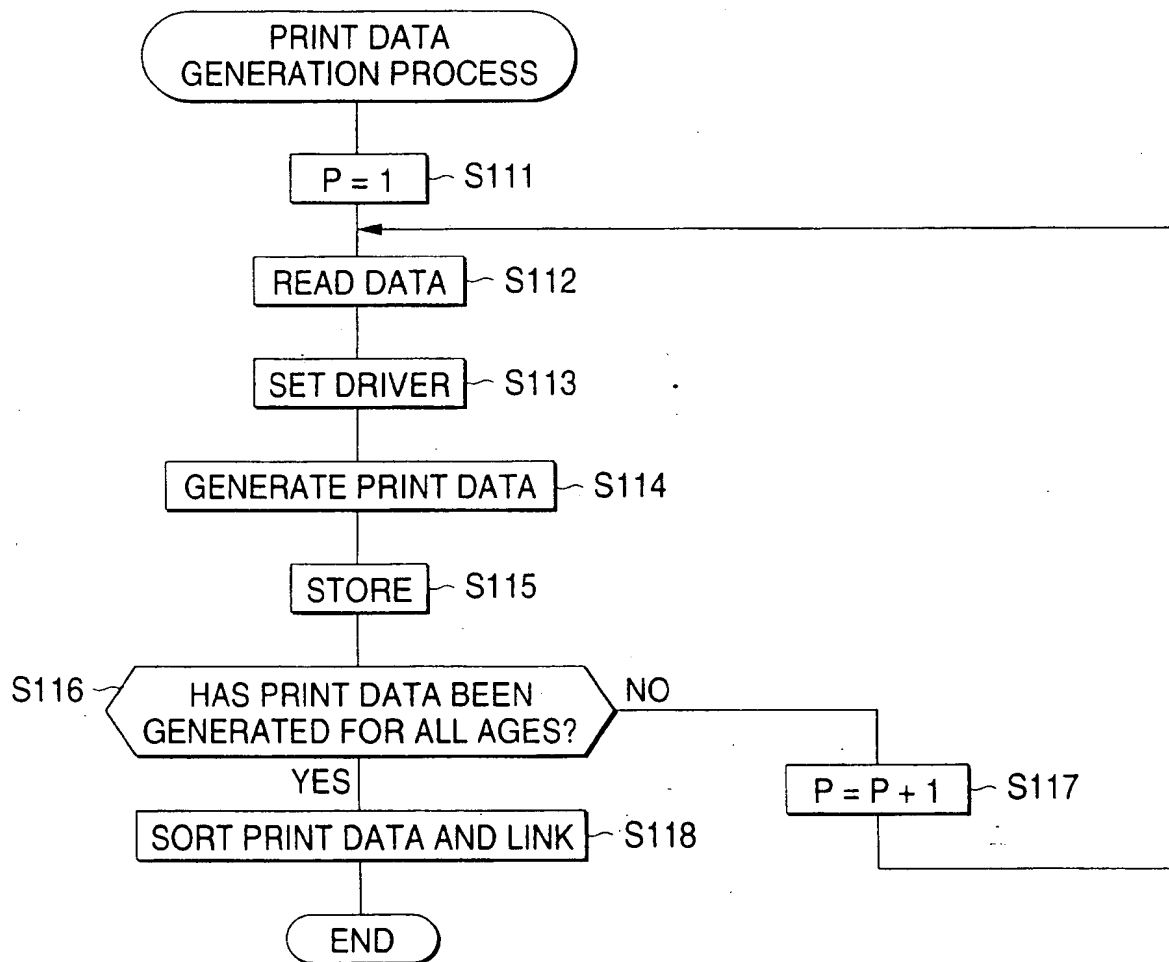 PRINT DATA
GENERATION PROCESS
P = 1
S111
READ DATA
S112
SET DRIVER
S113
GENERATE PRINT DATA
S114
STORE
S115
S116
HAS PRINT DATA BEEN
GENERATED FOR ALL AGES?
NO
YES
P = P + 1
S117
SORT PRINT DATA AND LINK
S118
END